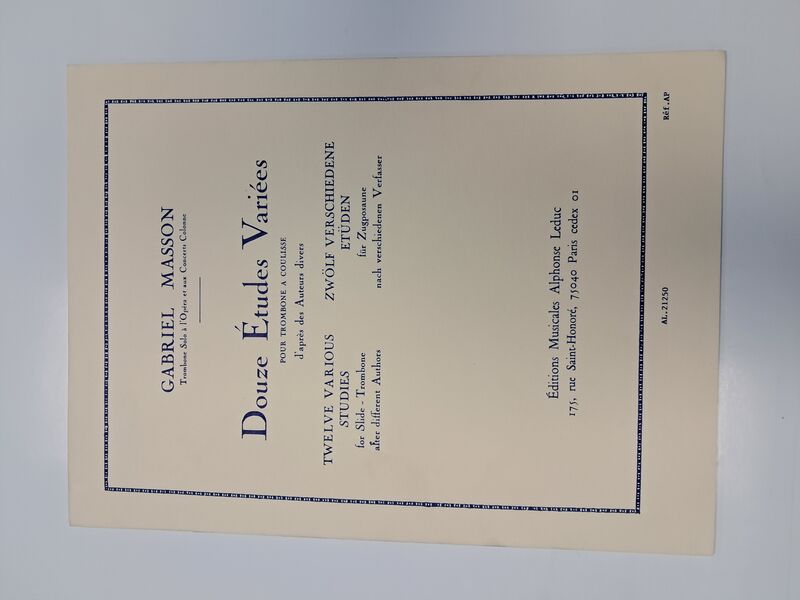 GABRIEL MASSON
Trombone Solo à l'Opéra et aux Concerts Colonne
Douze Études Variées
POUR TROMBONE A COULISSE
d'après des Auteurs divers
TWELVE VARIOUS
STUDIES
for Slide - Trombone
after different Authors
ZWÖLF VERSCHIEDENE
ETÜDEN
für Zugposaune
nach verschiedenen Verfasser
Éditions Musicales Alphonse Leduc
175, rue Saint-Honoré, 75040 Paris cedex 01
AL.21250
Réf.AP